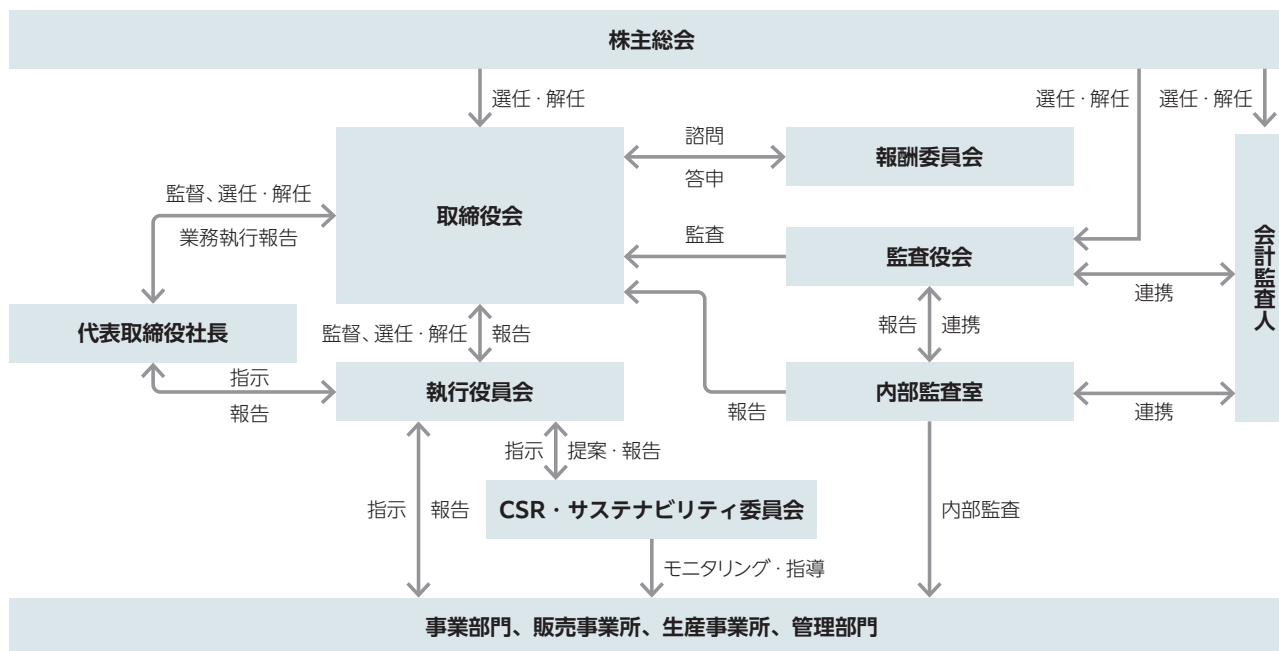 株主総会
選任・解任
選任・解任
選任・解任
諮問
答申
報酬委員会
取締役会
監督、選任・解任
業務執行報告
監査
監査役会
会計監査人
連携
代表取締役社長
監督、選任・解任
報告
報告
連携
指示
報告
執行役員会
報告
内部監査室
連携
指示
提案・報告
指示
報告
CSR・サステナビリティ委員会
内部監査
モニタリング・指導
事業部門、販売事業所、生産事業所、管理部門